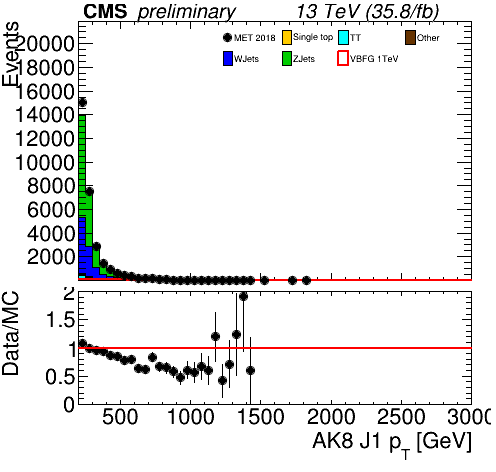 CMS preliminary 13 TeV (35.8/fb)
Events
20000
18000
16000
14000
12000
10000
8000
6000
4000
2000
MET 2018 Single top TT Other
WJets ZJets VBFG 1TeV
Data/MC
2
1.5
1
0.5
0
500 1000 1500 2000 2500 3000
AK8 J1 pT [GeV]